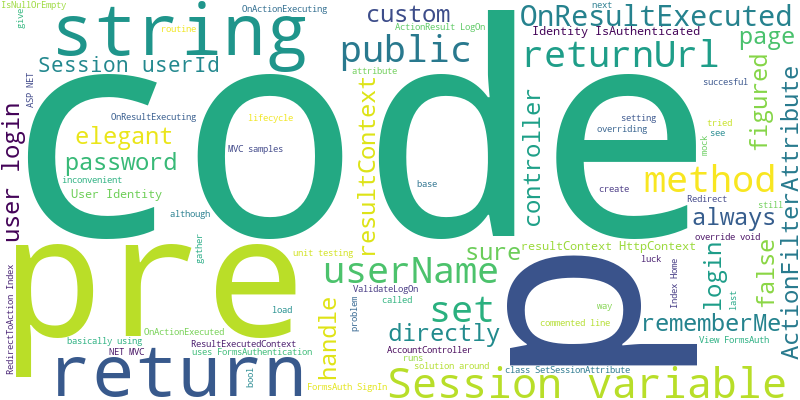 IsNullOrEmpty
give
string
OnActionExecuting
custom
ActionResult LogOn
next
OnResultExecuted
Identity IsAuthenticated
page
routine
Session userId
public
returnUrl
ASP NET
OnResultExecuting
attribute
succesful
figured
ActionFilterAttribute
user login
elegant
lifecycle
setting
overriding
tried
see
password
MVC samples
code
resultContext
controller
mock
inconvenient
User Identity
base
create
method
Redirect
still
although
always
pre
gather
unit testing
sure
resultContext HttpContext
override void
luck
userName
false
login
Index Home
last
RedirectToAction Index
load
ValidateLogOn
called
set
p
way
commented line
rememberMe
handle
problem
directly
OnActionExecuted
basically using
NET MVC
ResultExecutedContext
uses FormsAuthentication
AccountController
View FormsAuth
return
bool
runs
solution around
class SetSessionAttribute
FormsAuth SignIn
Session variable